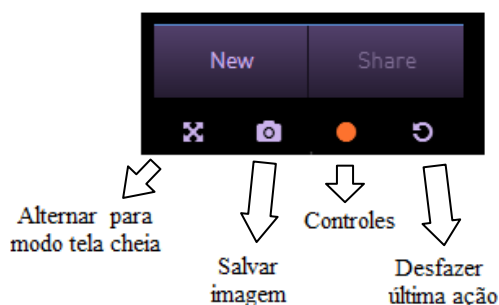 New
Share
Alternar para
modo tela cheia
Controles
Salvar
imagem
Desfazer
última ação